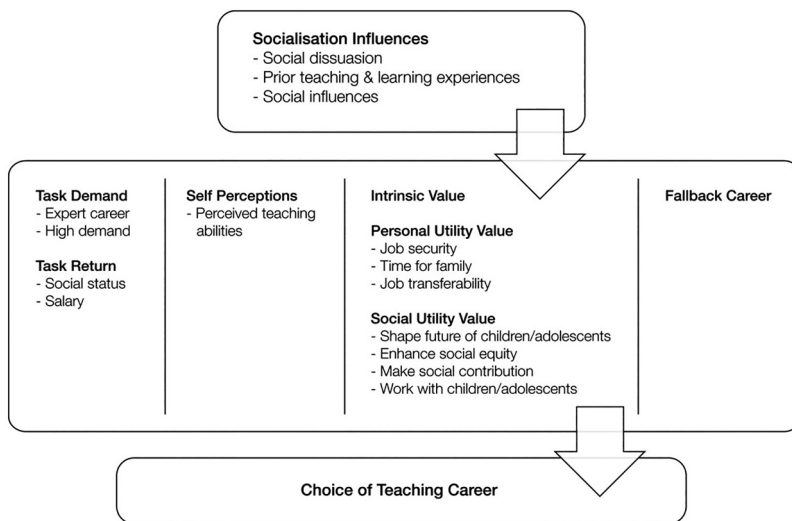 Socialisation Influences
- Social dissuasion
- Prior teaching & learning experiences
- Social influences
Task Demand
- Expert career
- High demand
Task Return
- Social status
- Salary
Self Perceptions
- Perceived teaching
abilities
Intrinsic Value
Personal Utility Value
- Job security
- Time for family
- Job transferability
Social Utility Value
- Shape future of children/adolescents
- Enhance social equity
- Make social contribution
- Work with children/adolescents
Fallback Career
Choice of Teaching Career